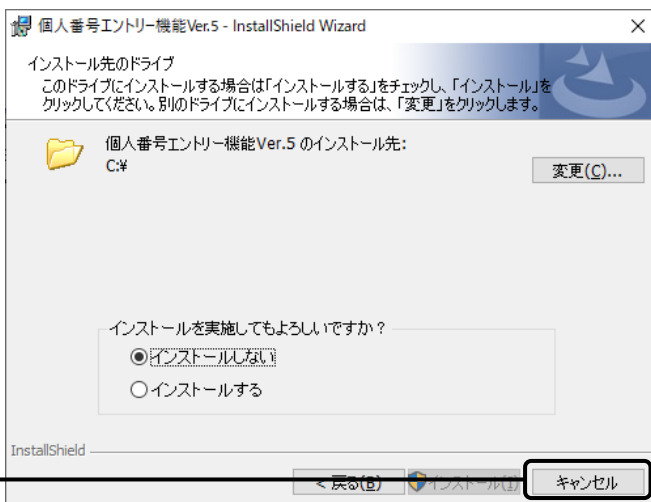 個人番号エントリー機能Ver.5 - InstallShield Wizard
インストール先のドライブ
このドライブにインストールする場合は「インストールする」をチェックし、「インストール」を
クリックしてください。別のドライブにインストールする場合は、「変更」をクリックします。
個人番号エントリー機能Ver.5 のインストール先:
C:¥
変更(C)...
インストールを実施してもよろしいですか?
インストールしない
インストールする
InstallShield
< 戻る(B)
インストール(I)
キャンセル